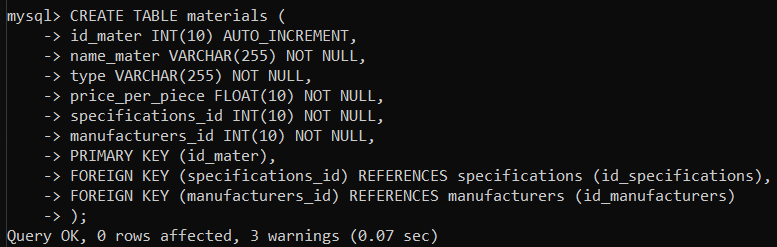 mysql> CREATE TABLE materials (
    -> id_mater INT(10) AUTO_INCREMENT,
    -> name_mater VARCHAR(255) NOT NULL,
    -> type VARCHAR(255) NOT NULL,
    -> price_per_piece FLOAT(10) NOT NULL,
    -> specifications_id INT(10) NOT NULL,
    -> manufacturers_id INT(10) NOT NULL,
    -> PRIMARY KEY (id_mater),
    -> FOREIGN KEY (specifications_id) REFERENCES specifications (id_specifications),
    -> FOREIGN KEY (manufacturers_id) REFERENCES manufacturers (id_manufacturers)
    -> );
Query OK, 0 rows affected, 3 warnings (0.07 sec)